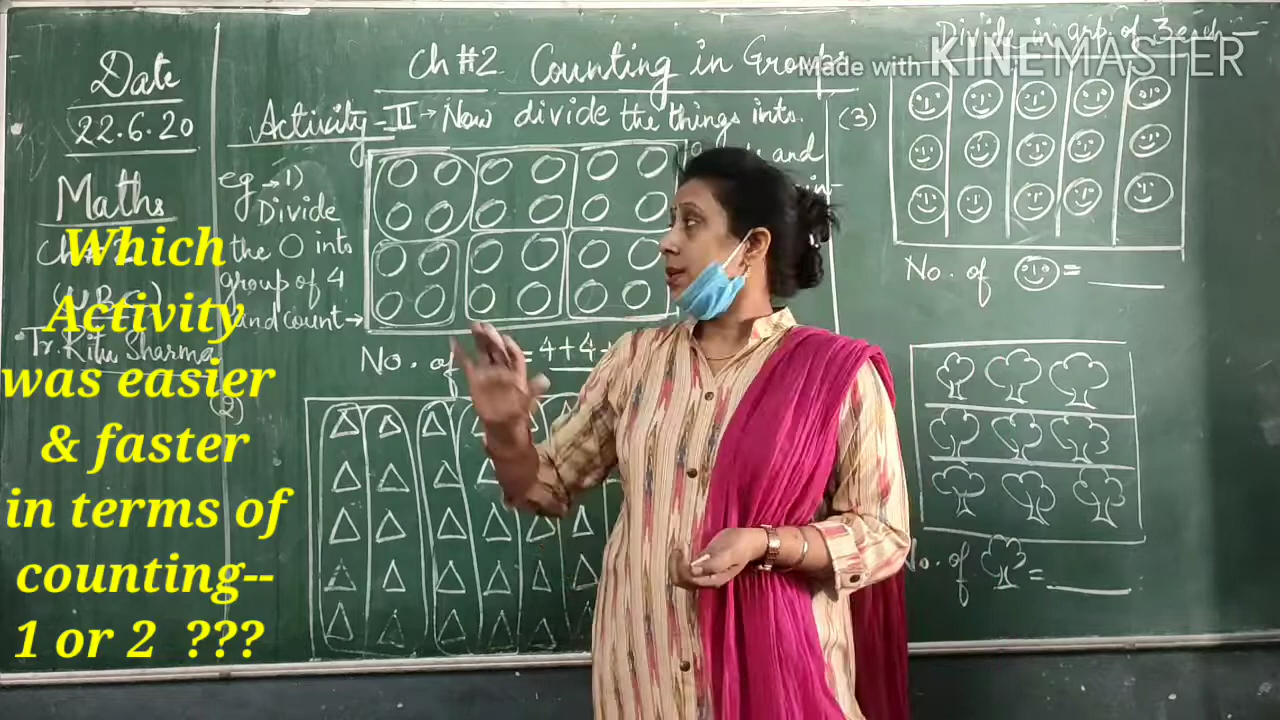 Divide in grp. of 3 each -
Made with KINEMASTER
Date
22.6.20
Maths
Ch # 2
Tr. Ritu Sharma
Ch #2 Counting in Groups
Activity-II → Now divide the things into
and
eg → 1)
Divide
the O into
group of 4
and count →
No. of = 4+4+
(2)
(3)
No. of =
No. of =
Which
Activity
was easier
& faster
in terms of
counting--
1 or 2 ???